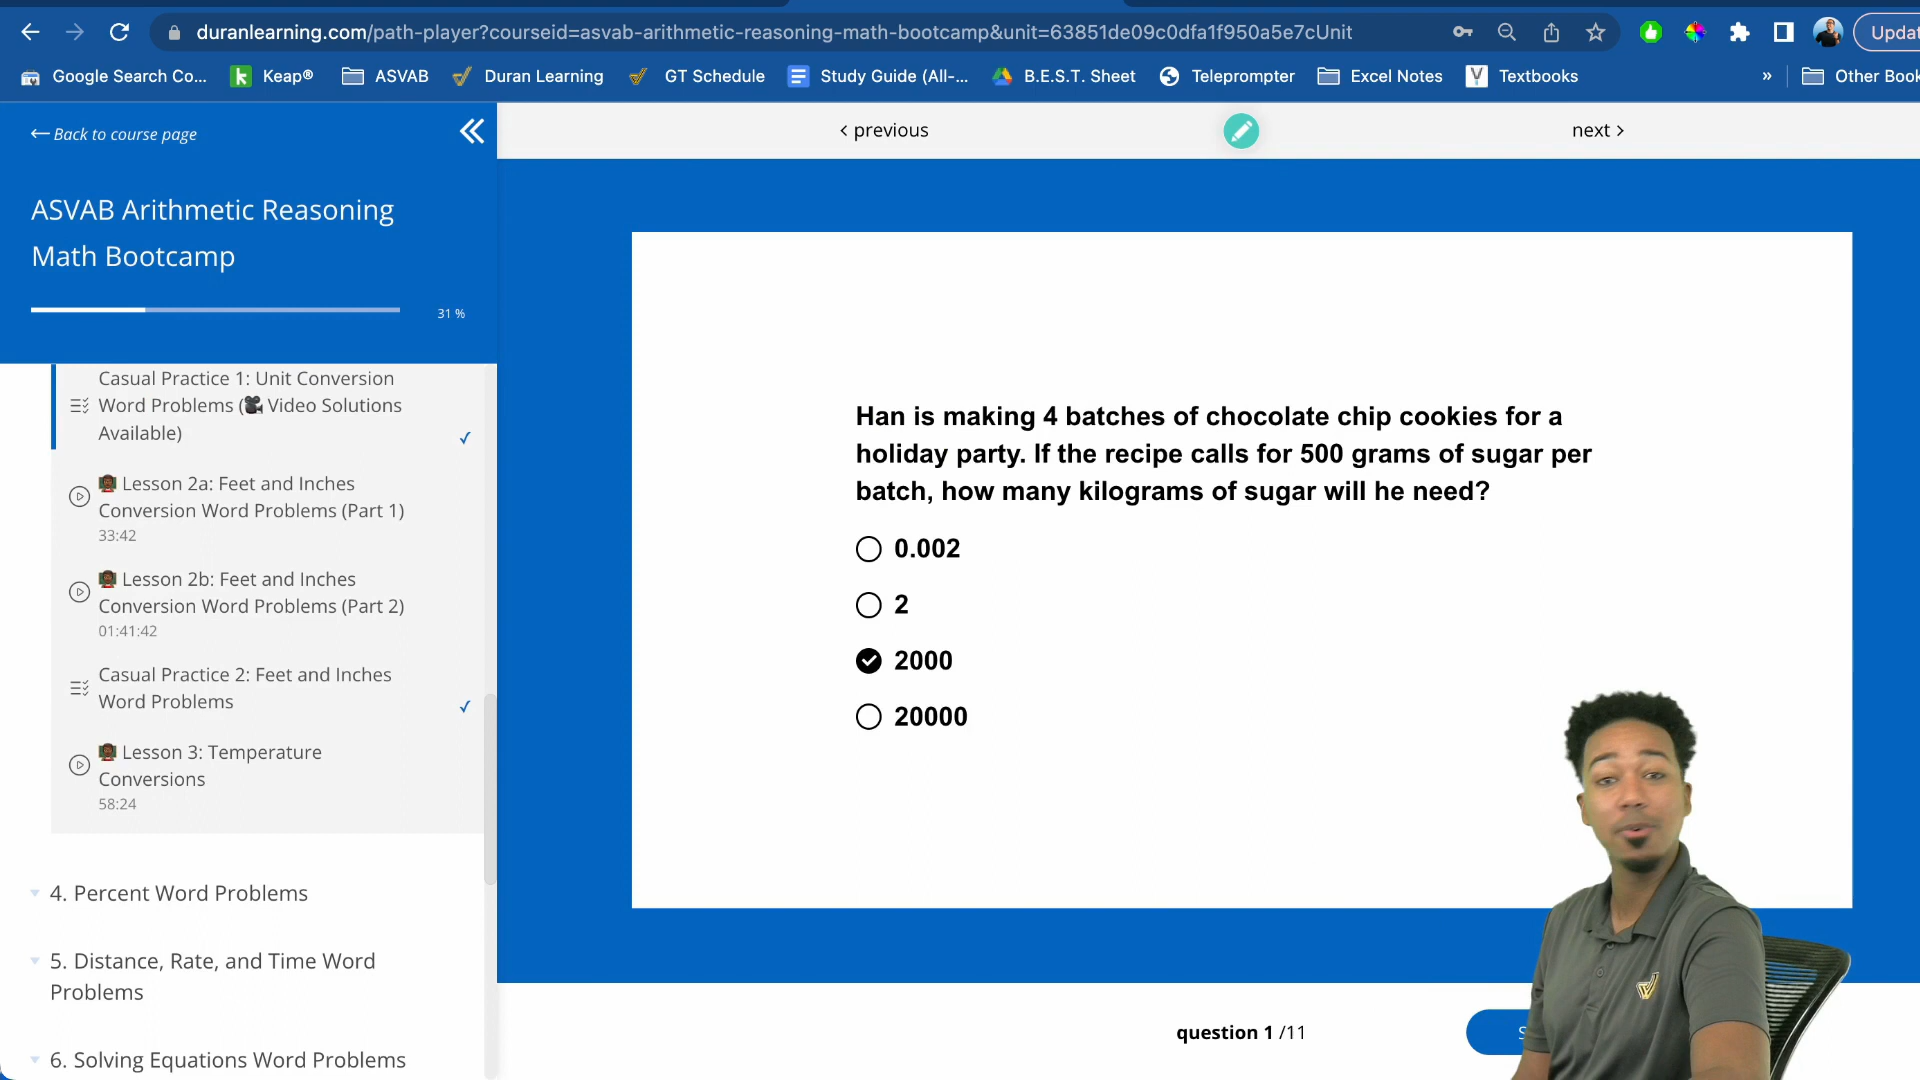 duranlearning.com/path-player?courseid=asvab-arithmetic-reasoning-math-bootcamp&unit=63851de09c0dfa1f950a5e7cUnit
Updat
Google Search Co...
Keap®
ASVAB
Duran Learning
GT Schedule
Study Guide (All-...
B.E.S.T. Sheet
Teleprompter
Excel Notes
Textbooks
»
Other Book
← Back to course page
< previous
next >
ASVAB Arithmetic Reasoning
Math Bootcamp
31 %
Casual Practice 1: Unit Conversion
Word Problems (🎥 Video Solutions
Available)
Lesson 2a: Feet and Inches
Conversion Word Problems (Part 1)
33:42
Lesson 2b: Feet and Inches
Conversion Word Problems (Part 2)
01:41:42
Casual Practice 2: Feet and Inches
Word Problems
Lesson 3: Temperature
Conversions
58:24
4. Percent Word Problems
5. Distance, Rate, and Time Word
Problems
6. Solving Equations Word Problems
Han is making 4 batches of chocolate chip cookies for a
holiday party. If the recipe calls for 500 grams of sugar per
batch, how many kilograms of sugar will he need?
0.002
2
2000
20000
question 1 /11